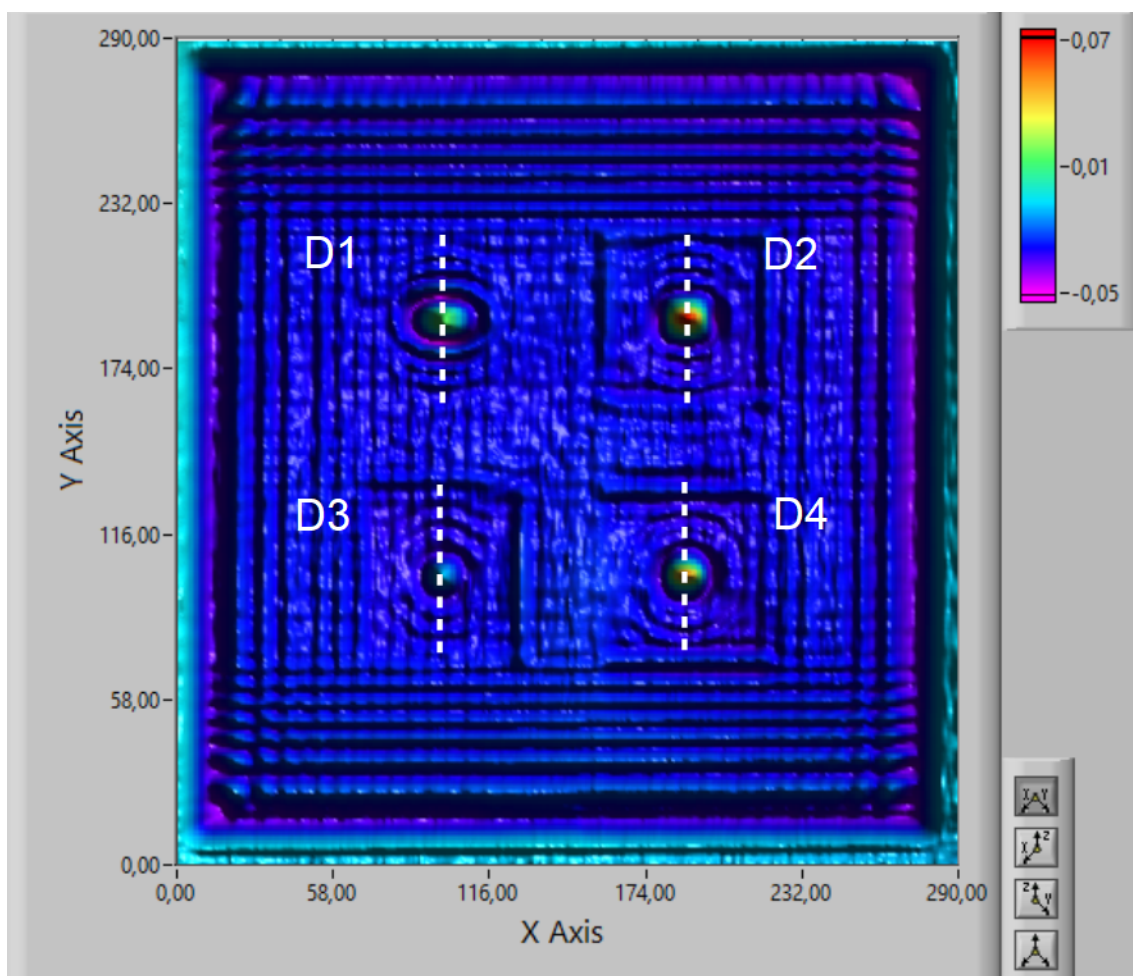 290,00
232,00
174,00
116,00
58,00
0,00
Y Axis
0,00 58,00 116,00 174,00 232,00 290,00
X Axis
D1
D2
D3
D4
0,07
0,01
-0,05
X Y
X Z
Z Y